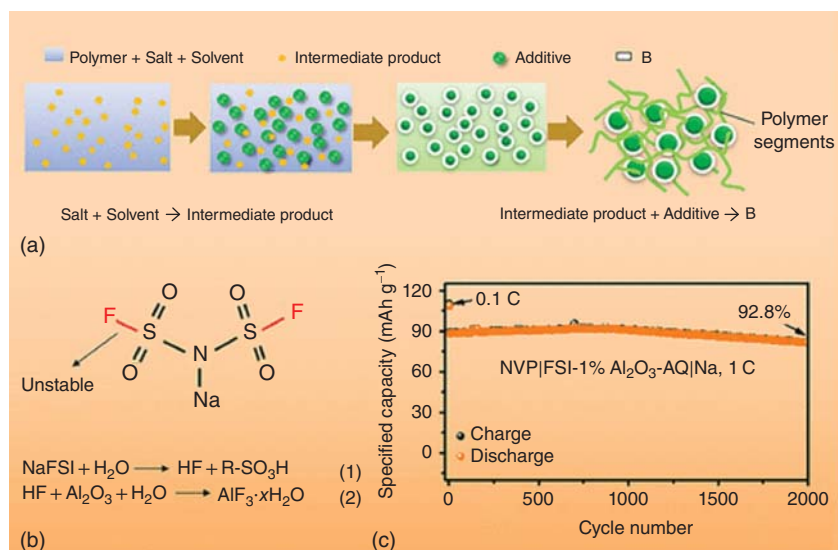 Polymer + Salt + Solvent Intermediate product Additive B
Polymer
segments
Salt + Solvent → Intermediate product Intermediate product + Additive → B
(a)
O O
F F
S S
O N O
Unstable
Na
NaFSI + H₂O ⟶ HF + R-SO₃H (1)
HF + Al₂O₃ + H₂O ⟶ AlF₃·xH₂O (2)
(b)
Specified capacity (mAh g⁻¹)
120
90
60
30
0
0.1 C
92.8%
NVP|FSI-1% Al₂O₃-AQ|Na, 1 C
Charge
Discharge
0 500 1000 1500 2000
Cycle number
(c)